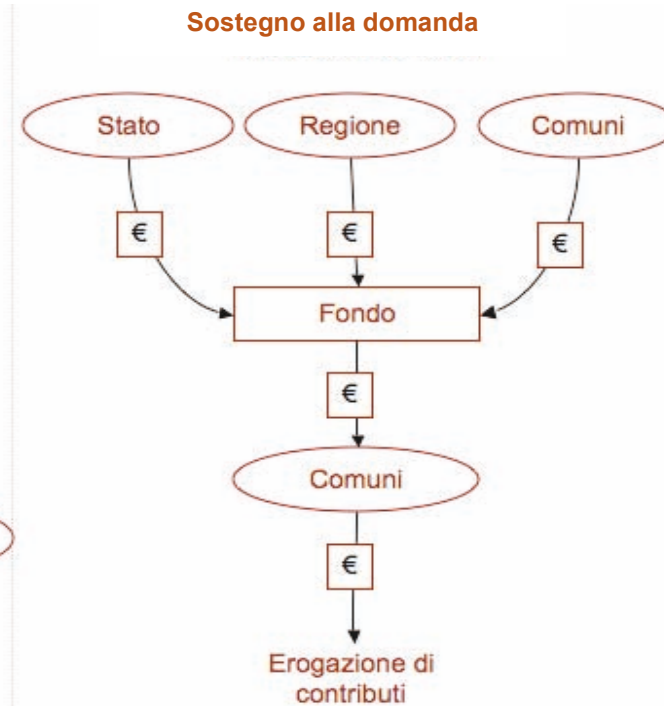 Sostegno alla domanda
Stato
Regione
Comuni
€
€
€
Fondo
€
Comuni
€
Erogazione di
contributi